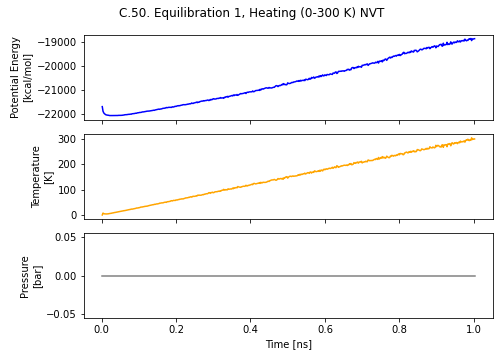 C.50. Equilibration 1, Heating (0-300 K) NVT
Potential Energy
[kcal/mol]
−19000
−20000
−21000
−22000
Temperature
[K]
300
200
100
0
Pressure
[bar]
0.05
0.00
−0.05
0.0 0.2 0.4 0.6 0.8 1.0
Time [ns]